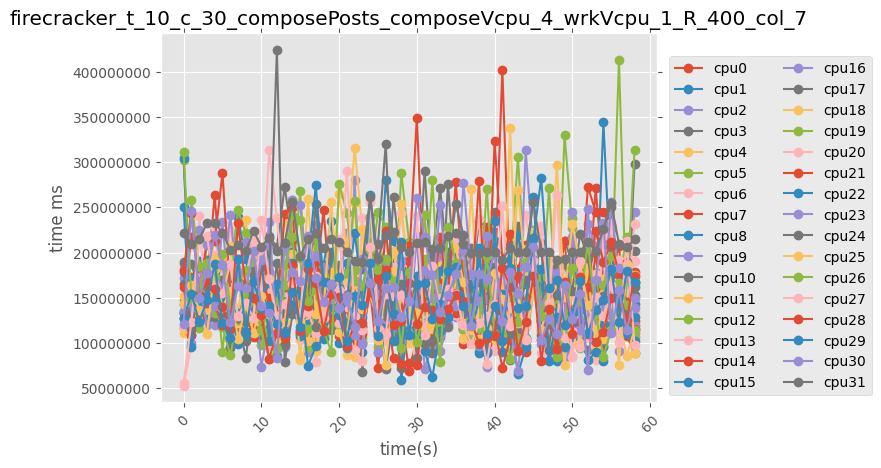 firecracker_t_10_c_30_composePosts_composeVcpu_4_wrkVcpu_1_R_400_col_7
time ms
400000000
350000000
300000000
250000000
200000000
150000000
100000000
50000000
0
10
20
30
40
50
60
time(s)
cpu0
cpu1
cpu2
cpu3
cpu4
cpu5
cpu6
cpu7
cpu8
cpu9
cpu10
cpu11
cpu12
cpu13
cpu14
cpu15
cpu16
cpu17
cpu18
cpu19
cpu20
cpu21
cpu22
cpu23
cpu24
cpu25
cpu26
cpu27
cpu28
cpu29
cpu30
cpu31